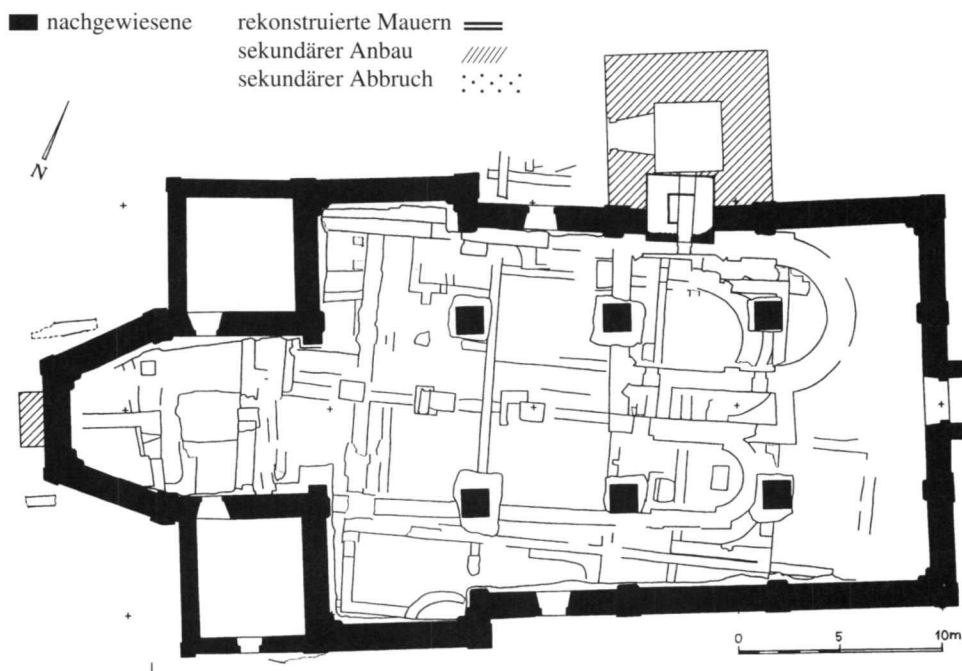 nachgewiesene rekonstruierte Mauern
sekundärer Anbau
sekundärer Abbruch
N
0 5 10m